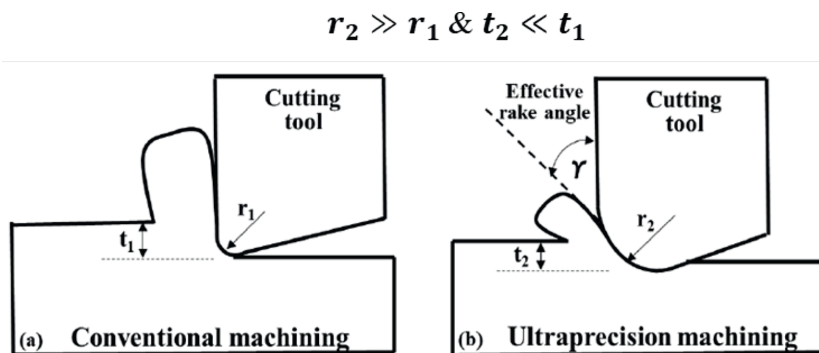 r₂ ≫ r₁ & t₂ ≪ t₁
Cutting
tool
r₁
t₁
(a) Conventional machining
Effective
rake angle
Cutting
tool
γ
r₂
t₂
(b) Ultraprecision machining